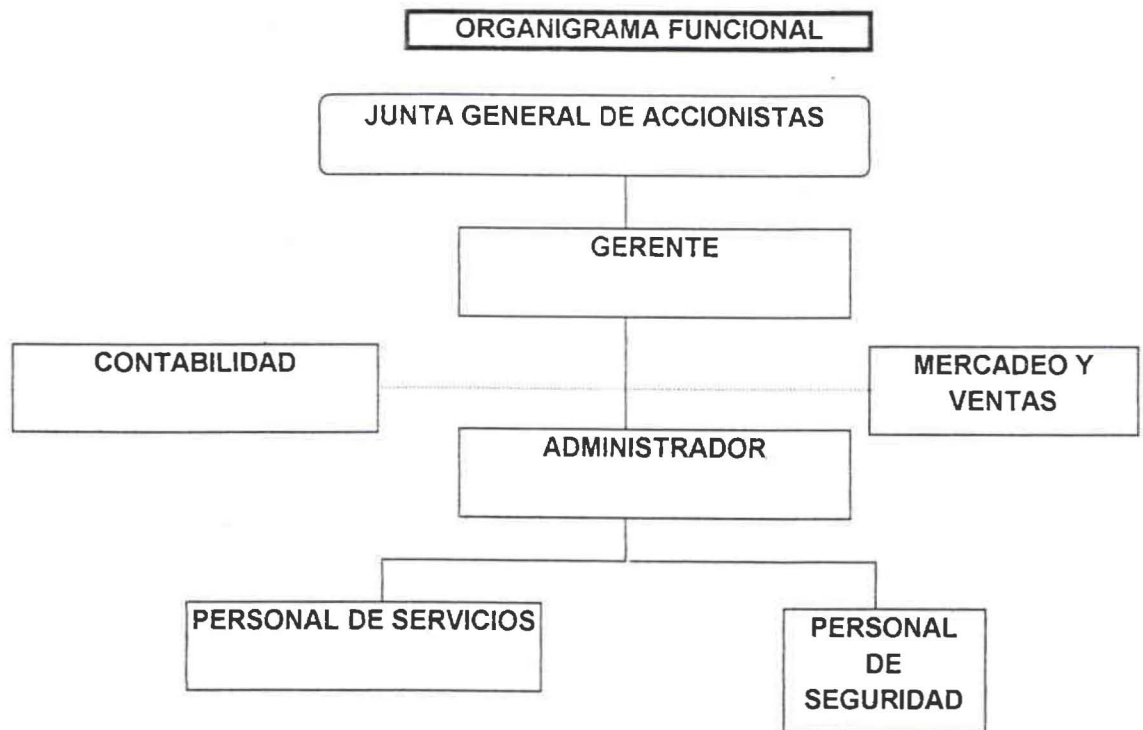 ORGANIGRAMA FUNCIONAL
JUNTA GENERAL DE ACCIONISTAS
GERENTE
CONTABILIDAD
MERCADEO Y
VENTAS
ADMINISTRADOR
PERSONAL DE SERVICIOS
PERSONAL
DE
SEGURIDAD